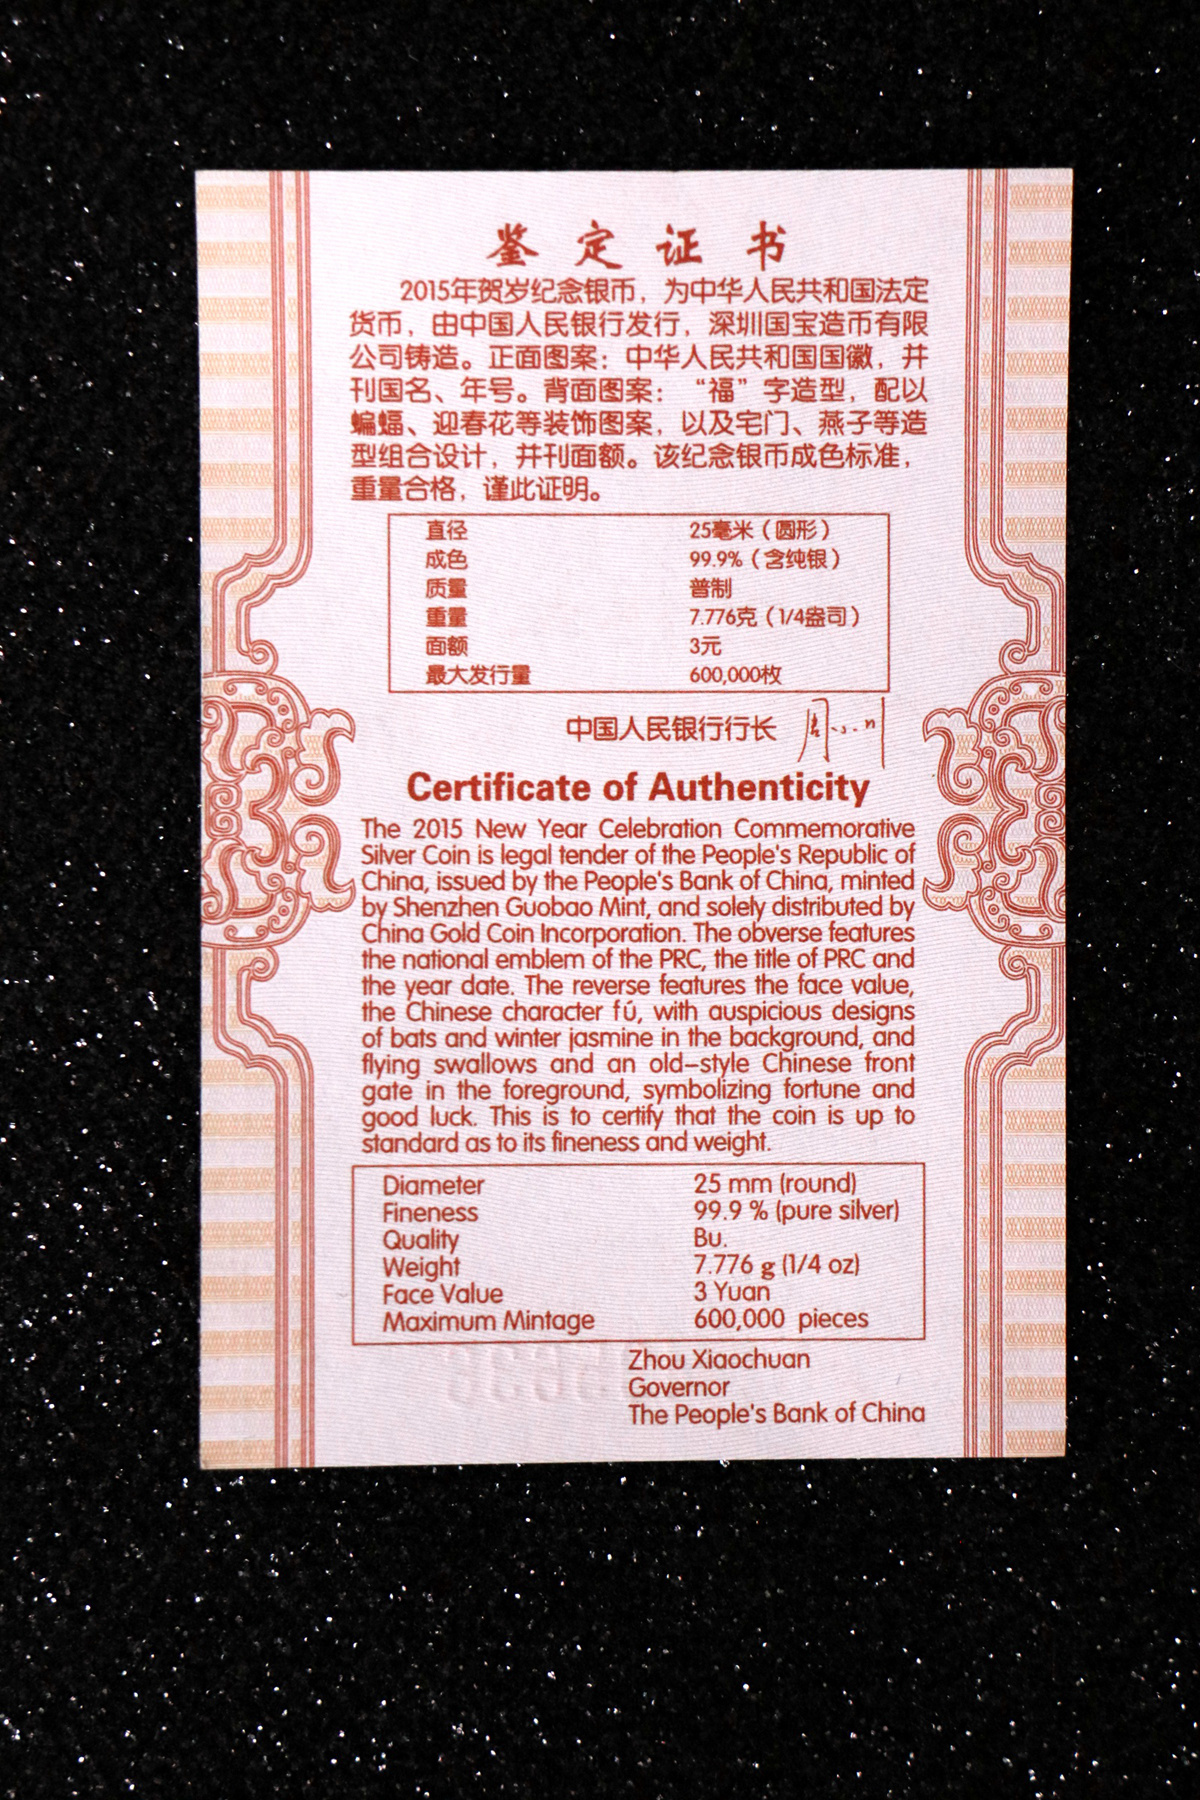 鉴定证书
2015年贺岁纪念银币，为中华人民共和国法定
货币，由中国人民银行发行，深圳国宝造币有限
公司铸造。正面图案：中华人民共和国国徽，并
刊国名、年号。背面图案：“福”字造型，配以
蝙蝠、迎春花等装饰图案，以及宅门、燕子等造
型组合设计，并刊面额。该纪念银币成色标准，
重量合格，谨此证明。
直径 25毫米（圆形）
成色 99.9%（含纯银）
质量 普制
重量 7.776克（1/4盎司）
面额 3元
最大发行量 600,000枚
中国人民银行行长 周小川
Certificate of Authenticity
The 2015 New Year Celebration Commemorative
Silver Coin is legal tender of the People's Republic of
China, issued by the People's Bank of China, minted
by Shenzhen Guobao Mint, and solely distributed by
China Gold Coin Incorporation. The obverse features
the national emblem of the PRC, the title of PRC and
the year date. The reverse features the face value,
the Chinese character fú, with auspicious designs
of bats and winter jasmine in the background, and
flying swallows and an old-style Chinese front
gate in the foreground, symbolizing fortune and
good luck. This is to certify that the coin is up to
standard as to its fineness and weight.
Diameter 25 mm (round)
Fineness 99.9 % (pure silver)
Quality Bu.
Weight 7.776 g (1/4 oz)
Face Value 3 Yuan
Maximum Mintage 600,000 pieces
Zhou Xiaochuan
Governor
The People's Bank of China